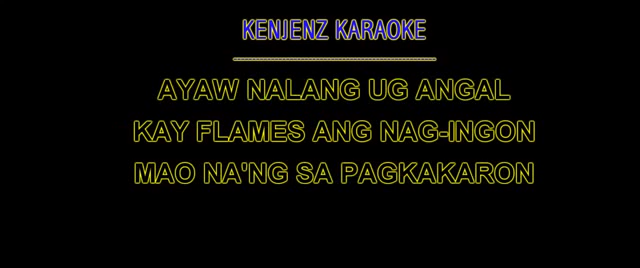 KENJENZ KARAOKE
AYAW NALANG UG ANGAL
KAY FLAMES ANG NAG-INGON
MAO NA'NG SA PAGKAKARON